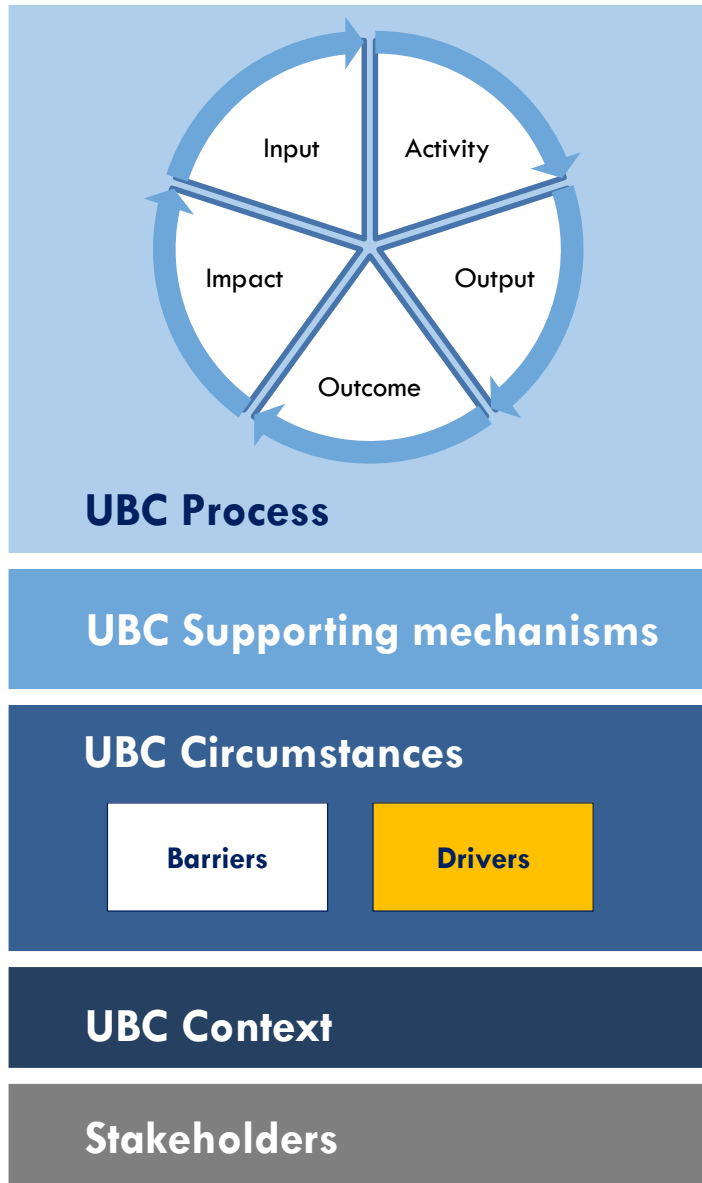 Input
Activity
Impact
Output
Outcome
UBC Process
UBC Supporting mechanisms
UBC Circumstances
Barriers
Drivers
UBC Context
Stakeholders